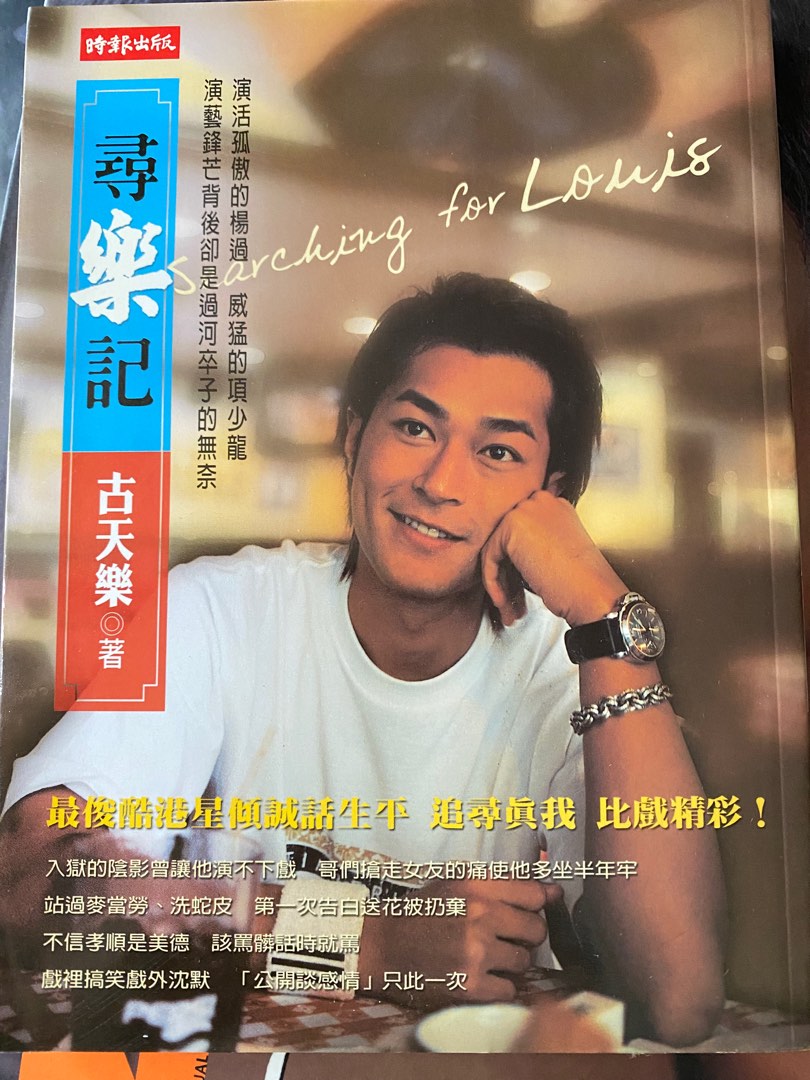 時報出版
尋樂記
古天樂◎著
演活孤傲的楊過 威猛的項少龍
演藝鋒芒背後卻是過河卒子的無奈
Searching for Louis
最俊酷港星傾誠話生平 追尋眞我 比戲精彩！
入獄的陰影曾讓他演不下戲 哥們搶走女友的痛使他多坐半年牢
站過麥當勞、洗蛇皮 第一次告白送花被扔棄
不信孝順是美德 該罵髒話時就罵
戲裡搞笑戲外沈默 「公開談感情」只此一次